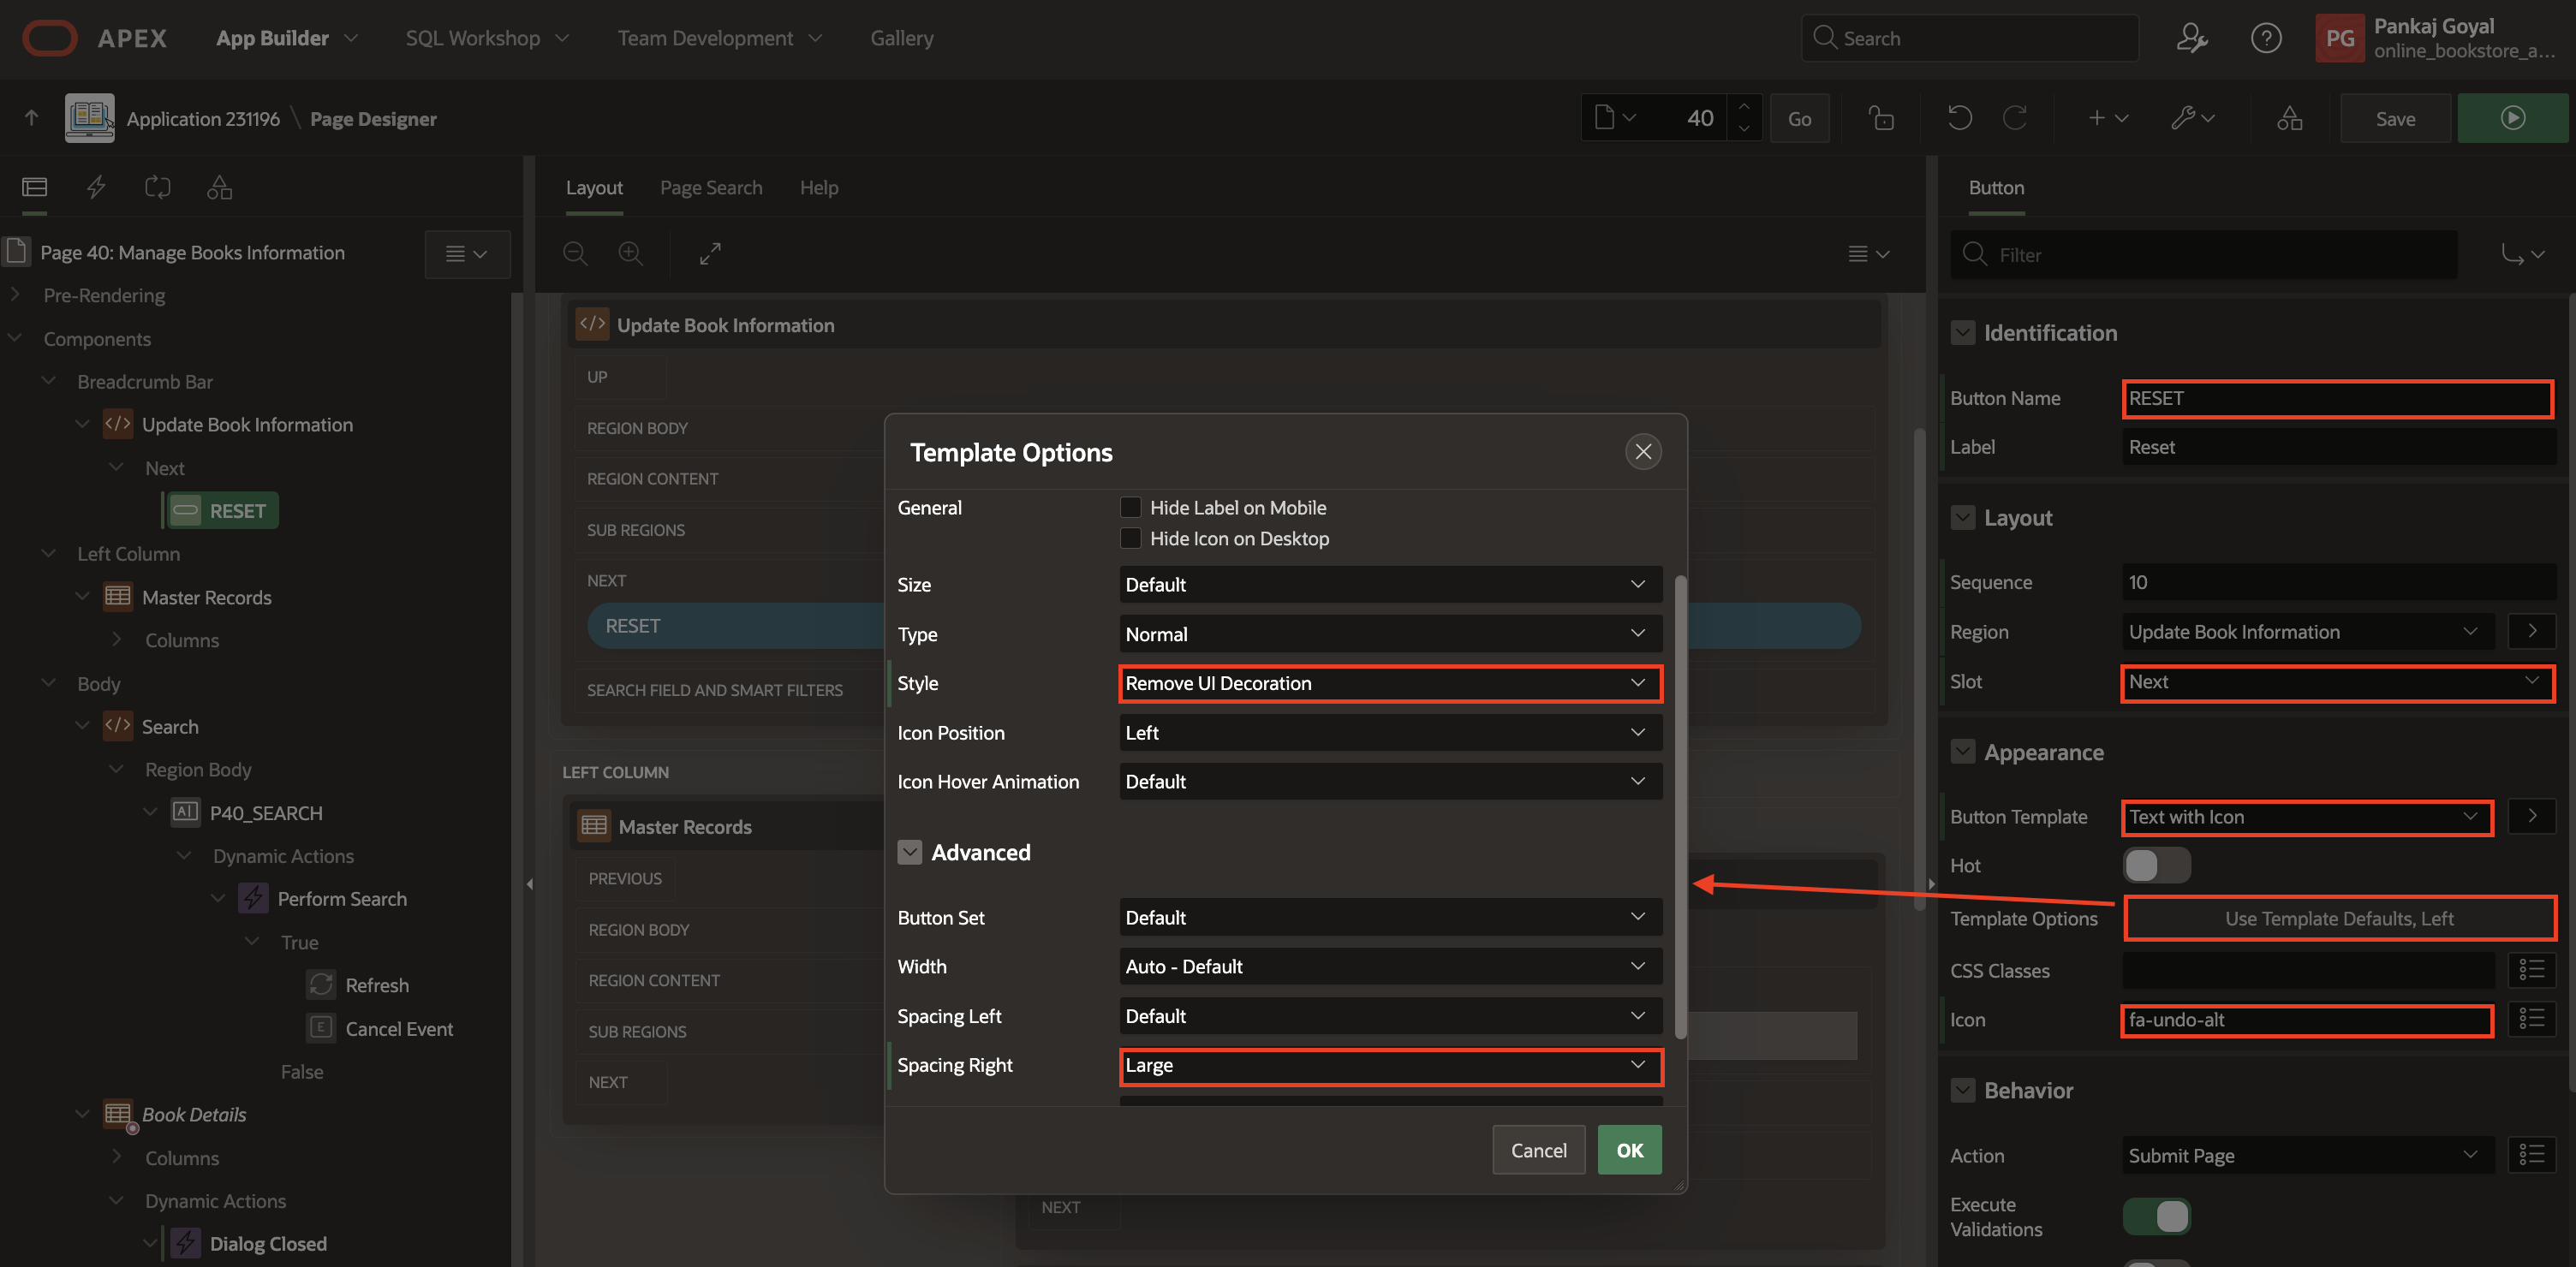 APEX
App Builder
SQL Workshop
Team Development
Gallery
Search
PG
Pankaj Goyal
online_bookstore_a...
Application 231196 \ Page Designer
40
Go
Save
Layout
Page Search
Help
Button
Page 40: Manage Books Information
Pre-Rendering
Components
Breadcrumb Bar
Update Book Information
Next
RESET
Left Column
Master Records
Columns
Body
Search
Region Body
P40_SEARCH
Dynamic Actions
Perform Search
True
Refresh
Cancel Event
False
Book Details
Columns
Dynamic Actions
Dialog Closed
Update Book Information
UP
REGION BODY
REGION CONTENT
SUB REGIONS
NEXT
RESET
SEARCH FIELD AND SMART FILTERS
LEFT COLUMN
Master Records
PREVIOUS
REGION BODY
REGION CONTENT
SUB REGIONS
NEXT
NEXT
Template Options
General
Hide Label on Mobile
Hide Icon on Desktop
Size
Default
Type
Normal
Style
Remove UI Decoration
Icon Position
Left
Icon Hover Animation
Default
Advanced
Button Set
Default
Width
Auto - Default
Spacing Left
Default
Spacing Right
Large
Cancel
OK
Filter
Identification
Button Name
RESET
Label
Reset
Layout
Sequence
10
Region
Update Book Information
Slot
Next
Appearance
Button Template
Text with Icon
Hot
Template Options
Use Template Defaults, Left
CSS Classes
Icon
fa-undo-alt
Behavior
Action
Submit Page
Execute
Validations